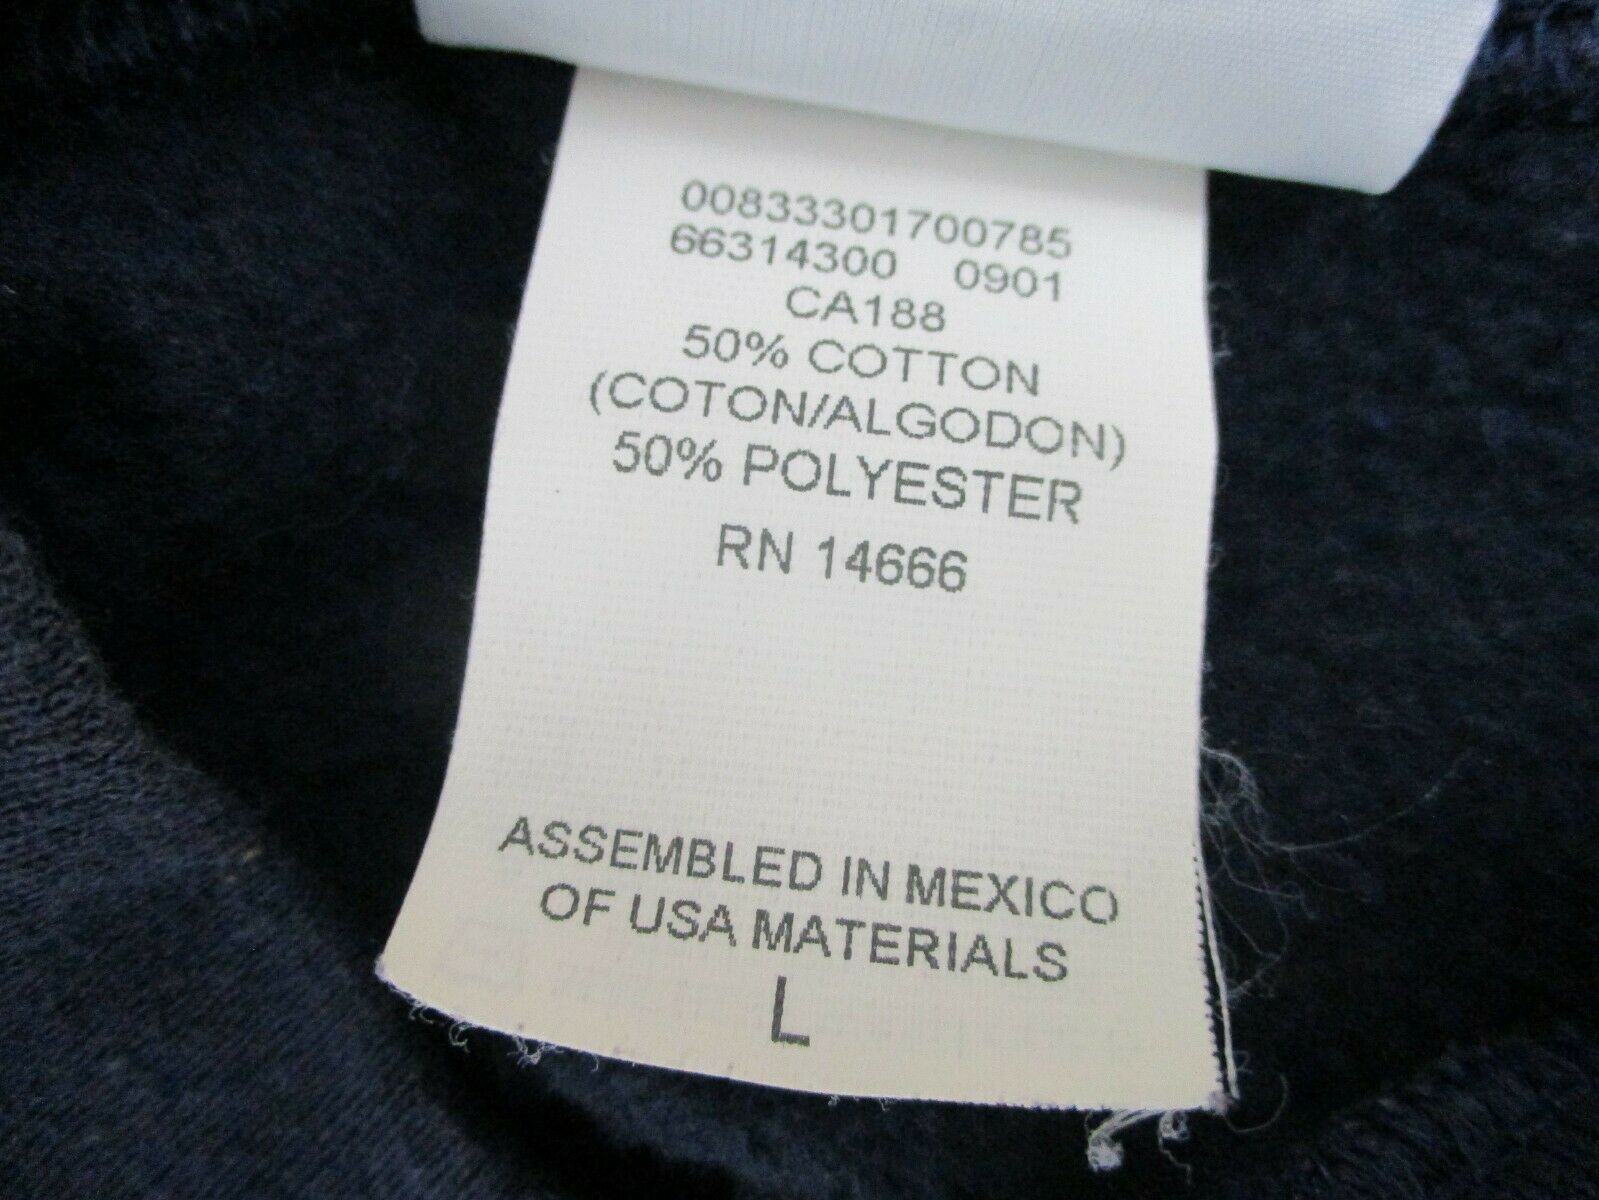 00833301700785
66314300 0901
CA188
50% COTTON
(COTON/ALGODON)
50% POLYESTER
RN 14666
ASSEMBLED IN MEXICO
OF USA MATERIALS
L